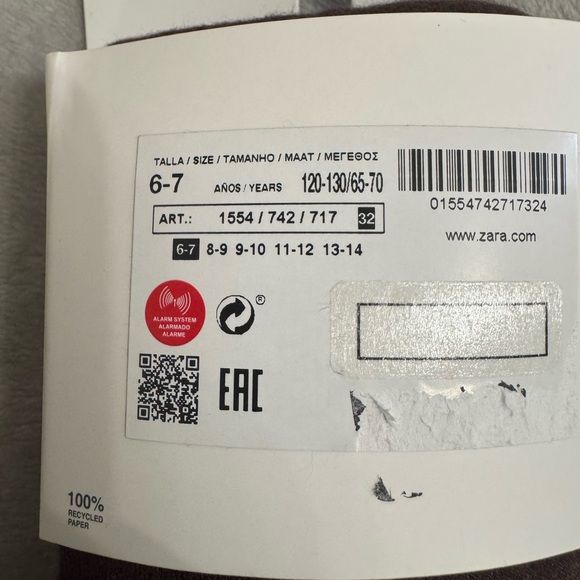 TALLA / SIZE / TAMANHO / MAAT / ΜΕΓΕΘΟΣ
6-7 AÑOS / YEARS 120-130/65-70
01554742717324
ART.: 1554 / 742 / 717 32
www.zara.com
6-7 8-9 9-10 11-12 13-14
ALARM SYSTEM
ALARMADO
ALARME
®
EAC
100%
RECYCLED
PAPER